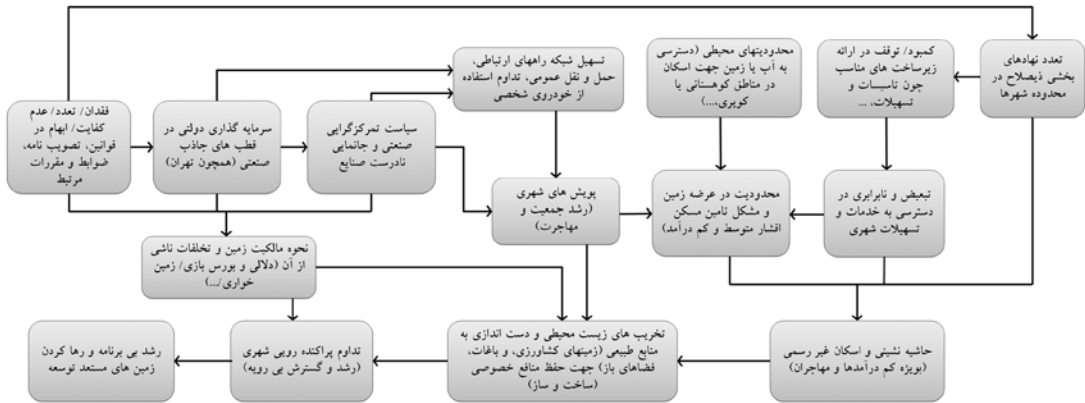 تعدد نهادهای
بخشی ذیصلاح در
محدوده شهرها
کمبود/ توقف در ارائه
زیرساخت های مناسب
چون تاسیسات و
تسهیلات، ...
محدودیتهای محیطی (دسترسی
به آب یا زمین جهت اسکان
در مناطق کوهستانی یا
کویری،...)
تسهیل شبکه راههای ارتباطی،
حمل و نقل عمومی، تداوم استفاده
از خودروی شخصی
فقدان/ تعدد/ عدم
کفایت/ ابهام در
قوانین، تصویب نامه،
ضوابط و مقررات
مرتبط
سرمایه گذاری دولتی در
قطب های جاذب
صنعتی (همچون تهران)
سیاست تمرکزگرایی
صنعتی و جانمایی
نادرست صنایع
پویش های شهری
(رشد جمعیت و
مهاجرت)
محدودیت در عرضه زمین
و مشکل تامین مسکن
اقشار متوسط و کم درآمد)
تبعیض و نابرابری در
دسترسی به خدمات و
تسهیلات شهری
نحوه مالکیت زمین و تخلفات ناشی
از آن (دلالی و بورس بازی/ زمین
خواری/...)
حاشیه نشینی و اسکان غیر رسمی
(بویژه کم درآمدها و مهاجران)
تخریب های زیست محیطی و دست اندازی به
منابع طبیعی (زمینهای کشاورزی، و باغات،
فضاهای باز) جهت حفظ منافع خصوصی
(ساخت و ساز)
تداوم پراکنده رویی شهری
(رشد و گسترش بی رویه)
رشد بی برنامه و رها کردن
زمین های مستعد توسعه